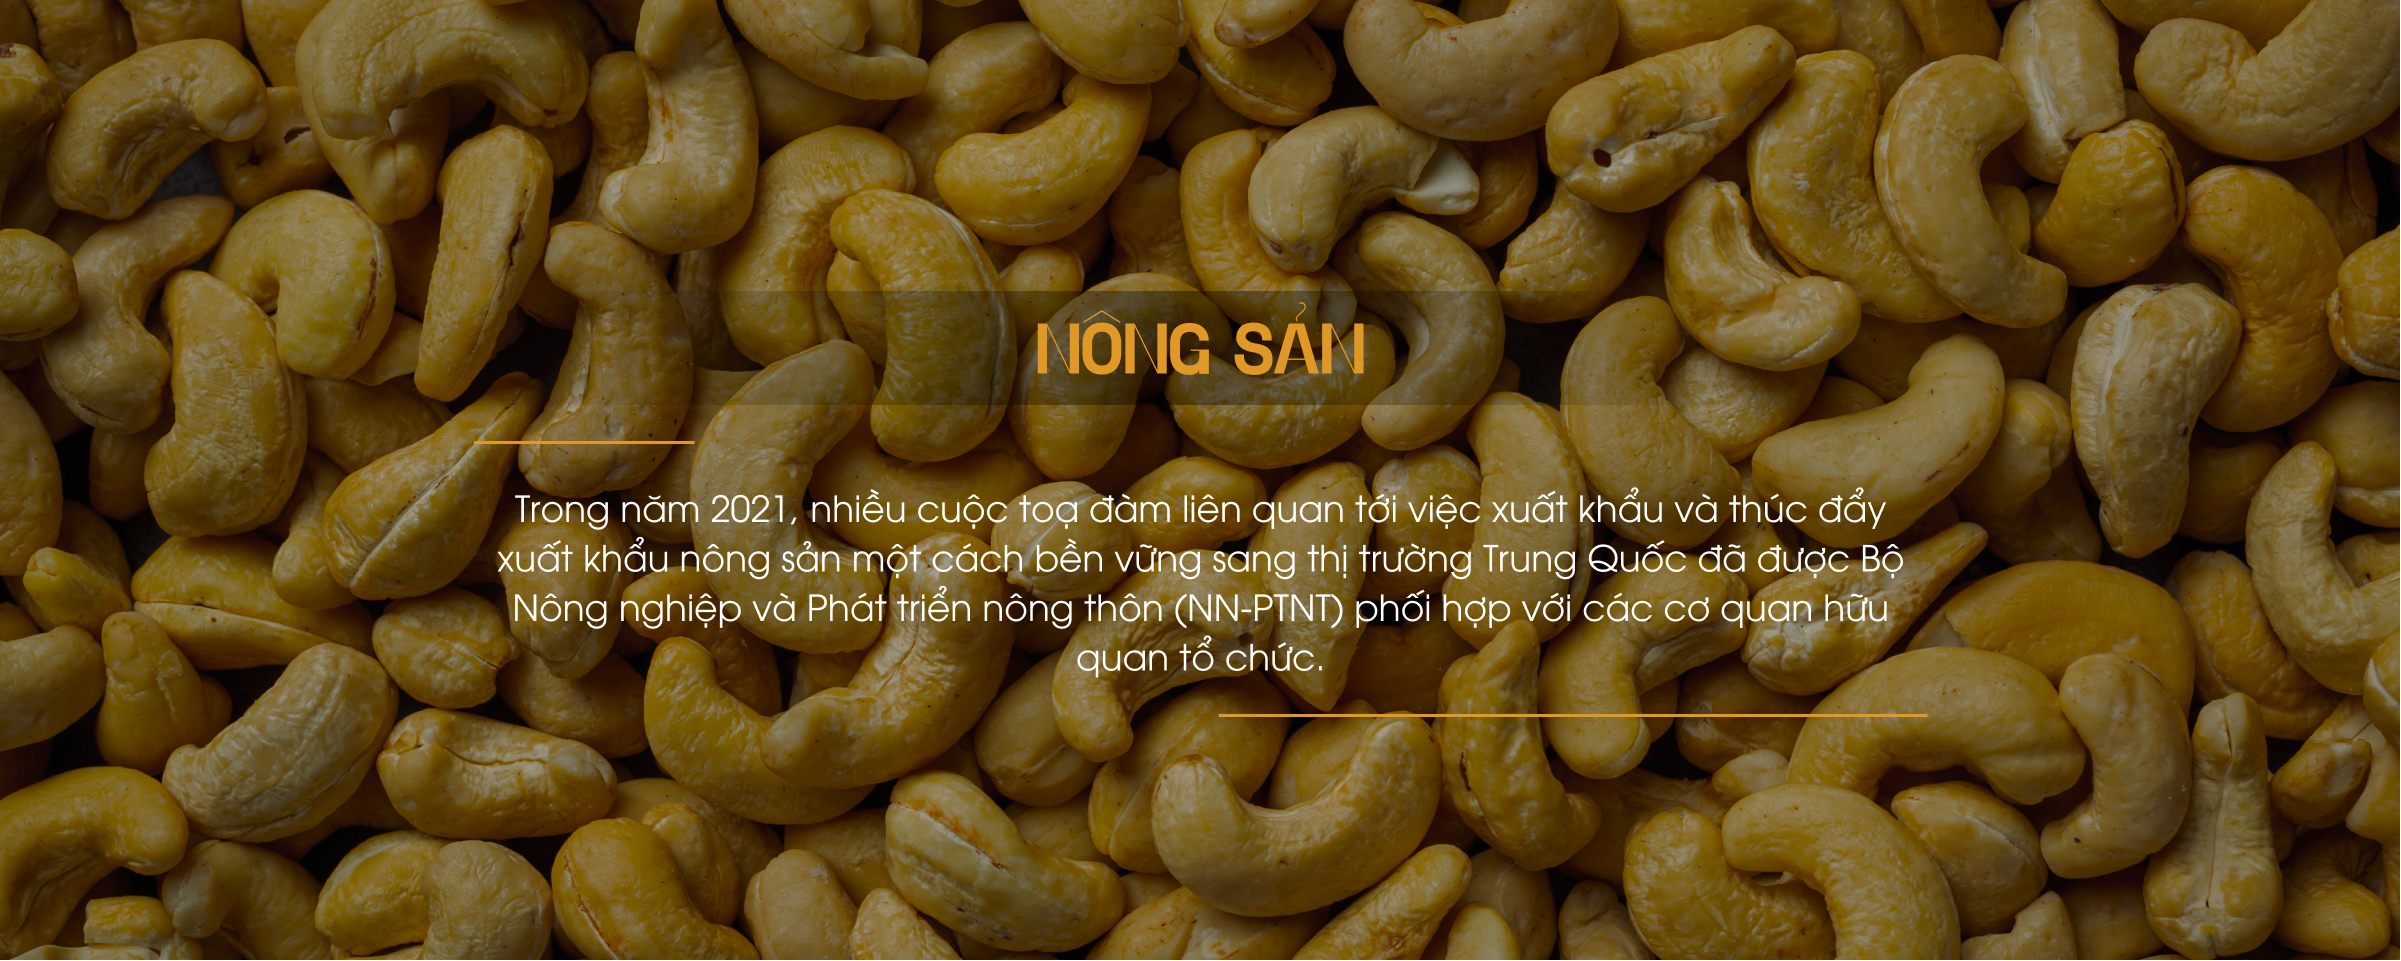 NÔNG SẢN
Trong năm 2021, nhiều cuộc toạ đàm liên quan tới việc xuất khẩu và thúc đẩy
xuất khẩu nông sản một cách bền vững sang thị trường Trung Quốc đã được Bộ
Nông nghiệp và Phát triển nông thôn (NN-PTNT) phối hợp với các cơ quan hữu
quan tổ chức.